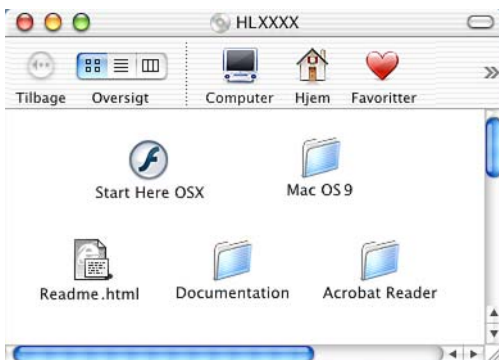 HLXXXX
Tilbage Oversigt Computer Hjem Favoritter
Start Here OSX Mac OS 9
Readme.html Documentation Acrobat Reader